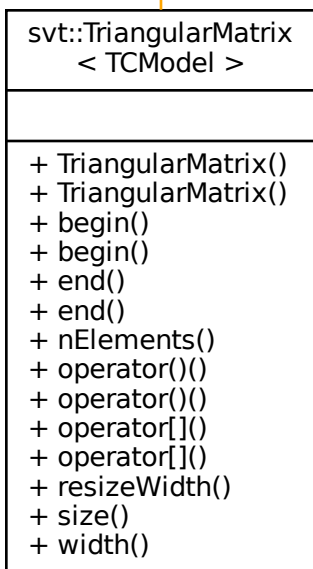 svt::TriangularMatrix
< TCModel >
+ TriangularMatrix()
+ TriangularMatrix()
+ begin()
+ begin()
+ end()
+ end()
+ nElements()
+ operator()()
+ operator()()
+ operator[]()
+ operator[]()
+ resizeWidth()
+ size()
+ width()